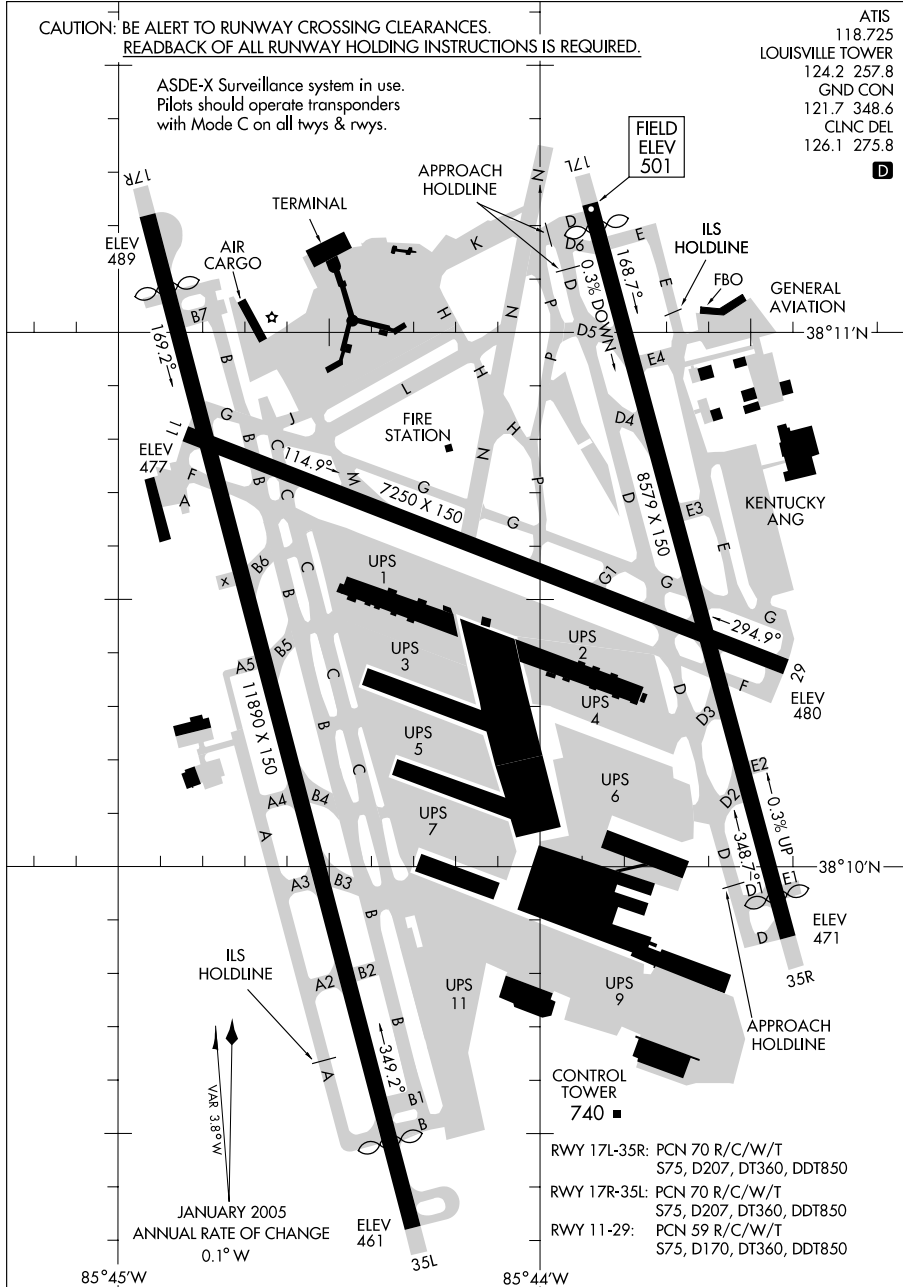 CAUTION: BE ALERT TO RUNWAY CROSSING CLEARANCES.
READBACK OF ALL RUNWAY HOLDING INSTRUCTIONS IS REQUIRED.
ATIS
118.725
LOUISVILLE TOWER
124.2 257.8
GND CON
121.7 348.6
CLNC DEL
126.1 275.8
D
ASDE-X Surveillance system in use.
Pilots should operate transponders
with Mode C on all twys & rwys.
FIELD
ELEV
501
17L
17R
APPROACH
HOLDLINE
TERMINAL
N
D
D6
E
K
ILS
HOLDLINE
ELEV
489
AIR
CARGO
168.7°
0.3% DOWN
E
FBO
GENERAL
AVIATION
B7
H
N
P
D
D5
38°11'N
169.2°
B
P
E4
L
H
J
G
11
B
C
FIRE
STATION
H
D4
ELEV
477
114.9°
N
F
B
C
M
7250 X 150
G
P
D
8579 X 150
A
G
E3
KENTUCKY
ANG
E
B6
X
C
B
UPS
1
G1
G
G
B5
A5
C
UPS
3
UPS
2
294.9°
29
D
F
ELEV
480
11890 X 150
B
UPS
4
D3
UPS
5
C
E2
UPS
6
A4
B4
D2
0.3% UP
A
UPS
7
348.7°
D
38°10'N
A3
B3
D1
E1
B
ELEV
471
D
35R
ILS
HOLDLINE
A2
B2
UPS
11
UPS
9
B
APPROACH
HOLDLINE
A
349.2°
VAR 3.8° W
B1
B
CONTROL
TOWER
740
RWY 17L-35R: PCN 70 R/C/W/T
S75, D207, DT360, DDT850
RWY 17R-35L: PCN 70 R/C/W/T
S75, D207, DT360, DDT850
RWY 11-29: PCN 59 R/C/W/T
S75, D170, DT360, DDT850
JANUARY 2005
ANNUAL RATE OF CHANGE
0.1° W
ELEV
461
35L
85°45'W
85°44'W